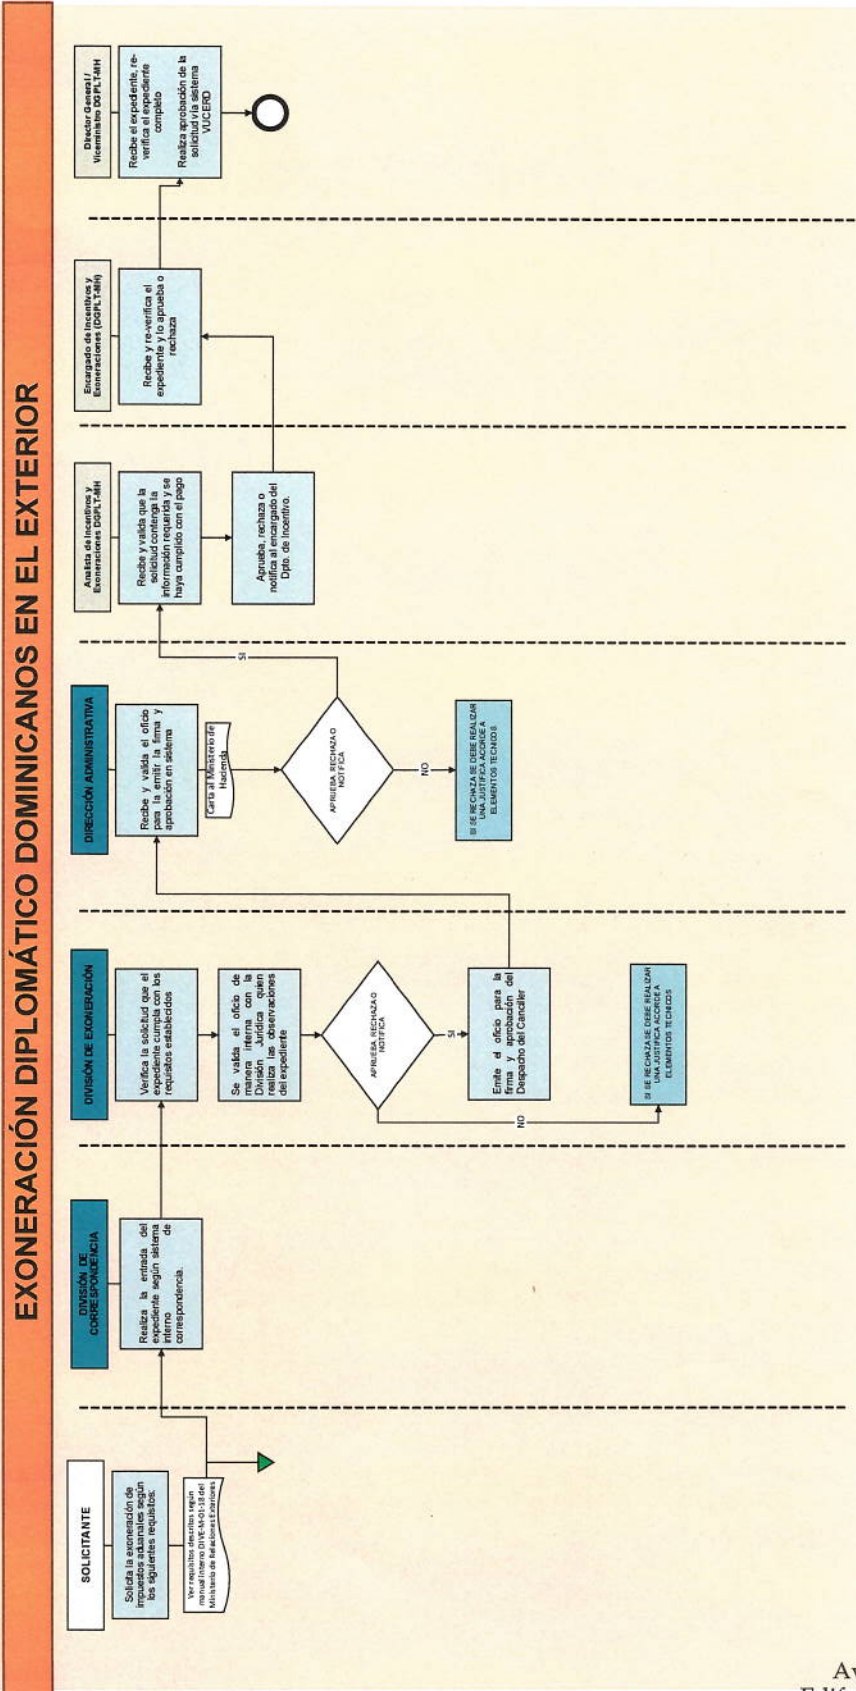 EXONERACIÓN DIPLOMÁTICO DOMINICANOS EN EL EXTERIOR
SOLICITANTE
Solicita la exoneración de
impuestos aduanales según
los siguientes requisitos:
Ver requisitos descritos según
manual interno DIVE-M-01-18 del
Ministerio de Relaciones Exteriores
DIVISIÓN DE
CORRESPONDENCIA
Realiza la entrada del
expediente según sistema
interno de
correspondencia.
DIVISIÓN DE EXONERACIÓN
Verifica la solicitud que el
expediente cumpla con los
requisitos establecidos
Se valida el oficio de
manera interna con la
División Jurídica quien
realiza las observaciones
del expediente
APRUEBA, RECHAZA O
NOTIFICA
SI
Emite el oficio para la
firma y aprobación del
Despacho del Canciller
NO
SI SE RECHAZA SE DEBE REALIZAR
UNA JUSTIFICA ACORDE A
ELEMENTOS TECNICOS
DIRECCIÓN ADMINISTRATIVA
Recibe y valida el oficio
para la emitir la firma y
aprobación en sistema
Carta al Ministerio de
Hacienda
APRUEBA, RECHAZA O
NOTIFICA
SI
NO
SI SE RECHAZA SE DEBE REALIZAR
UNA JUSTIFICA ACORDE A
ELEMENTOS TECNICOS
Analista de Incentivos y
Exoneraciones DGPLT-MH
Recibe y valida que la
solicitud contenga la
información requerida y se
haya cumplido con el pago
Aprueba, rechaza o
notifica al encargado del
Dpto. de Incentivo.
Encargado de Incentivos y
Exoneraciones (DGPLT-MH)
Recibe y re-verifica el
expediente y lo aprueba o
rechaza
Director General /
Viceministro DGPLT-MH
Recibe el expediente, re-
verifica el expediente
completo
Realiza aprobación de la
solicitud vía sistema
VUCERD
Av